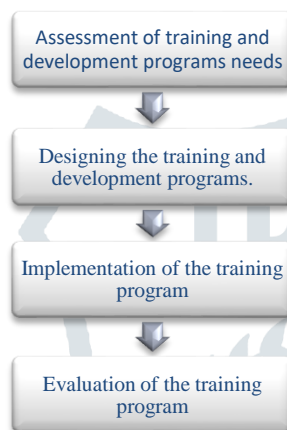 Assessment of training and
development programs needs
Designing the training and
development programs.
Implementation of the training
program
Evaluation of the training
program